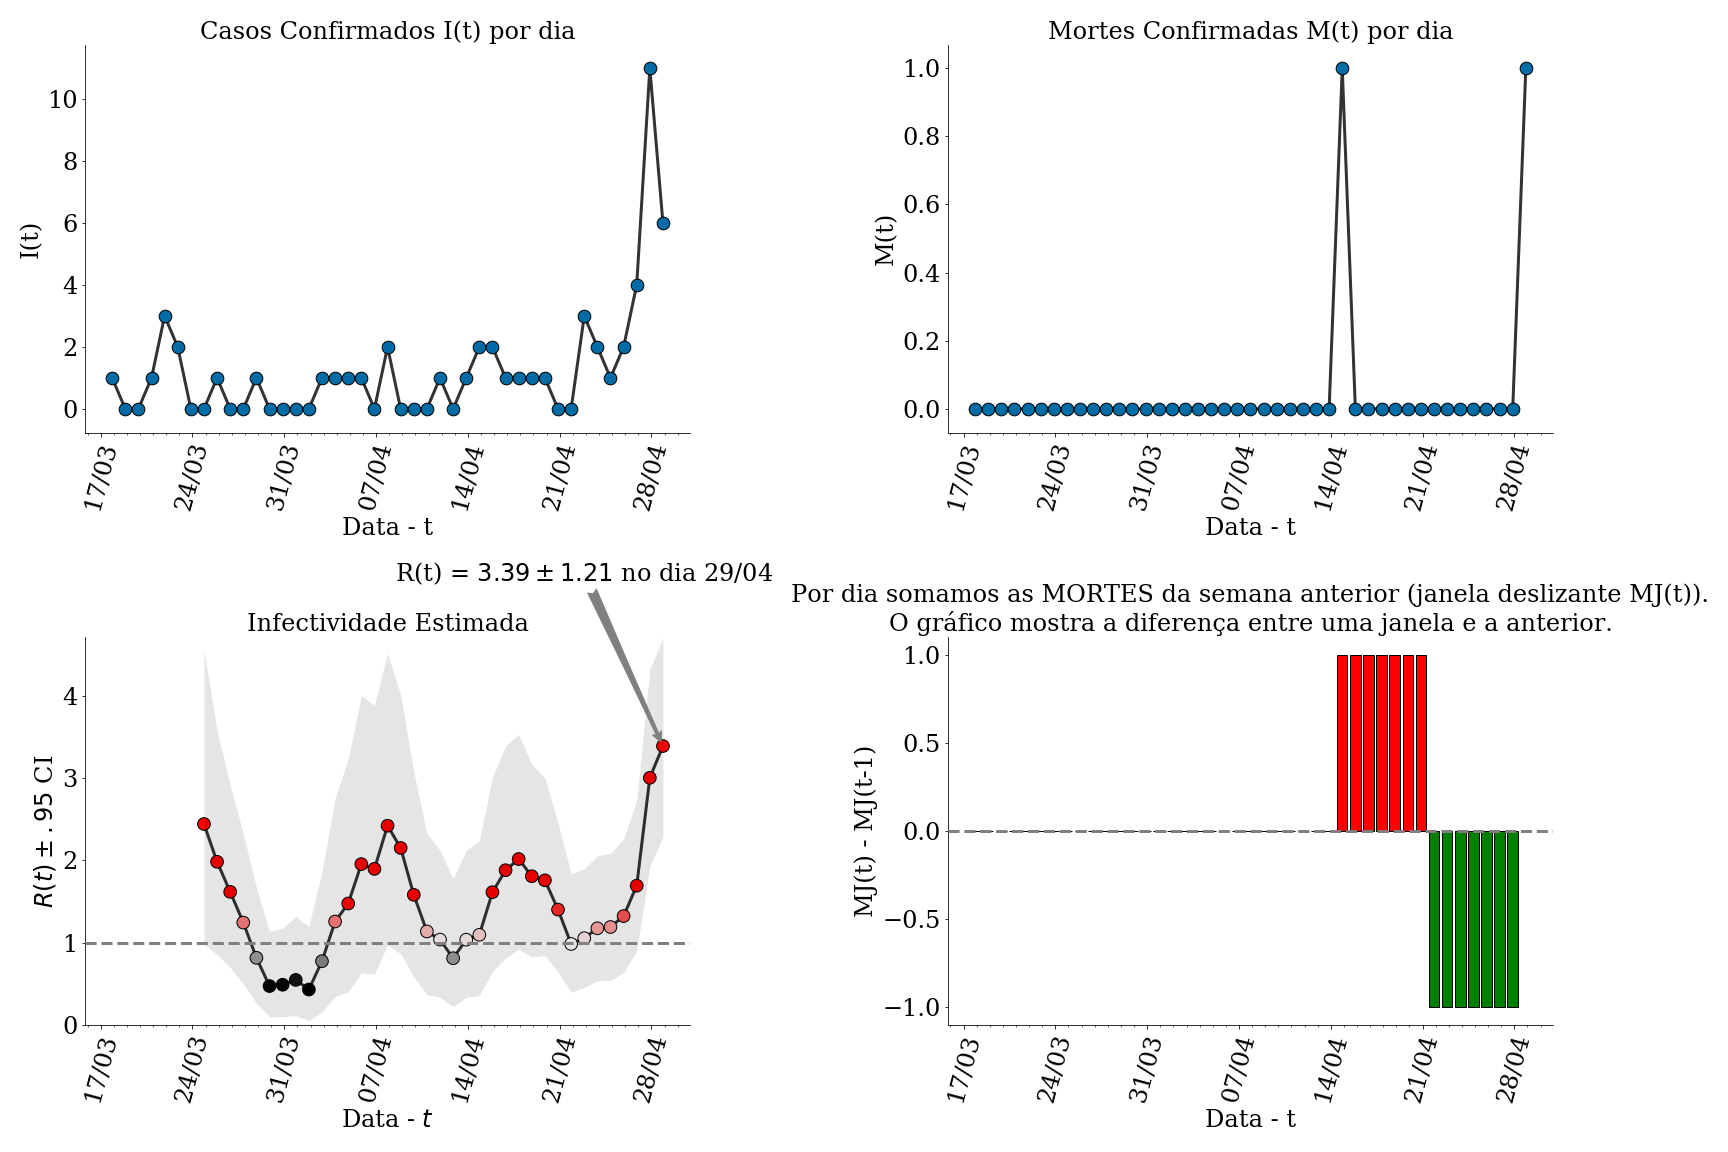 Casos Confirmados I(t) por dia
I(t)
10
8
6
4
2
0
17/03 24/03 31/03 07/04 14/04 21/04 28/04
Data - t
Mortes Confirmadas M(t) por dia
M(t)
1.0
0.8
0.6
0.4
0.2
0.0
17/03 24/03 31/03 07/04 14/04 21/04 28/04
Data - t
R(t) = 3.39 ± 1.21 no dia 29/04
Infectividade Estimada
R(t) ± .95 CI
4
3
2
1
0
17/03 24/03 31/03 07/04 14/04 21/04 28/04
Data - t
Por dia somamos as MORTES da semana anterior (janela deslizante MJ(t)).
O gráfico mostra a diferença entre uma janela e a anterior.
MJ(t) - MJ(t-1)
1.0
0.5
0.0
−0.5
−1.0
17/03 24/03 31/03 07/04 14/04 21/04 28/04
Data - t